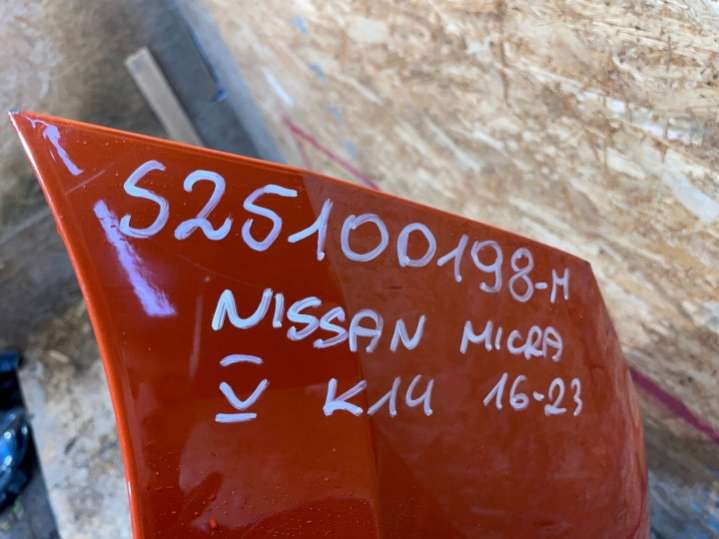 S25100198-M
NISSAN MICRA
V K14 16-23